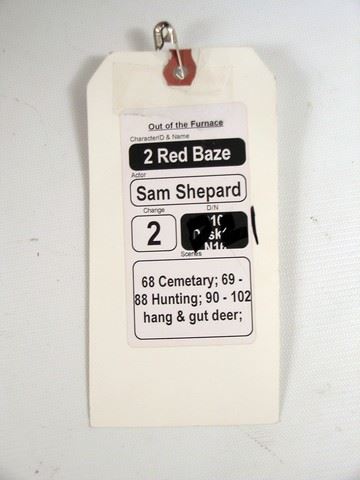 Out of the Furnace
CharacterID & Name
2 Red Baze
Actor
Sam Shepard
Change
D/N
2
Scenes
68 Cemetary; 69 -
88 Hunting; 90 - 102
hang & gut deer;